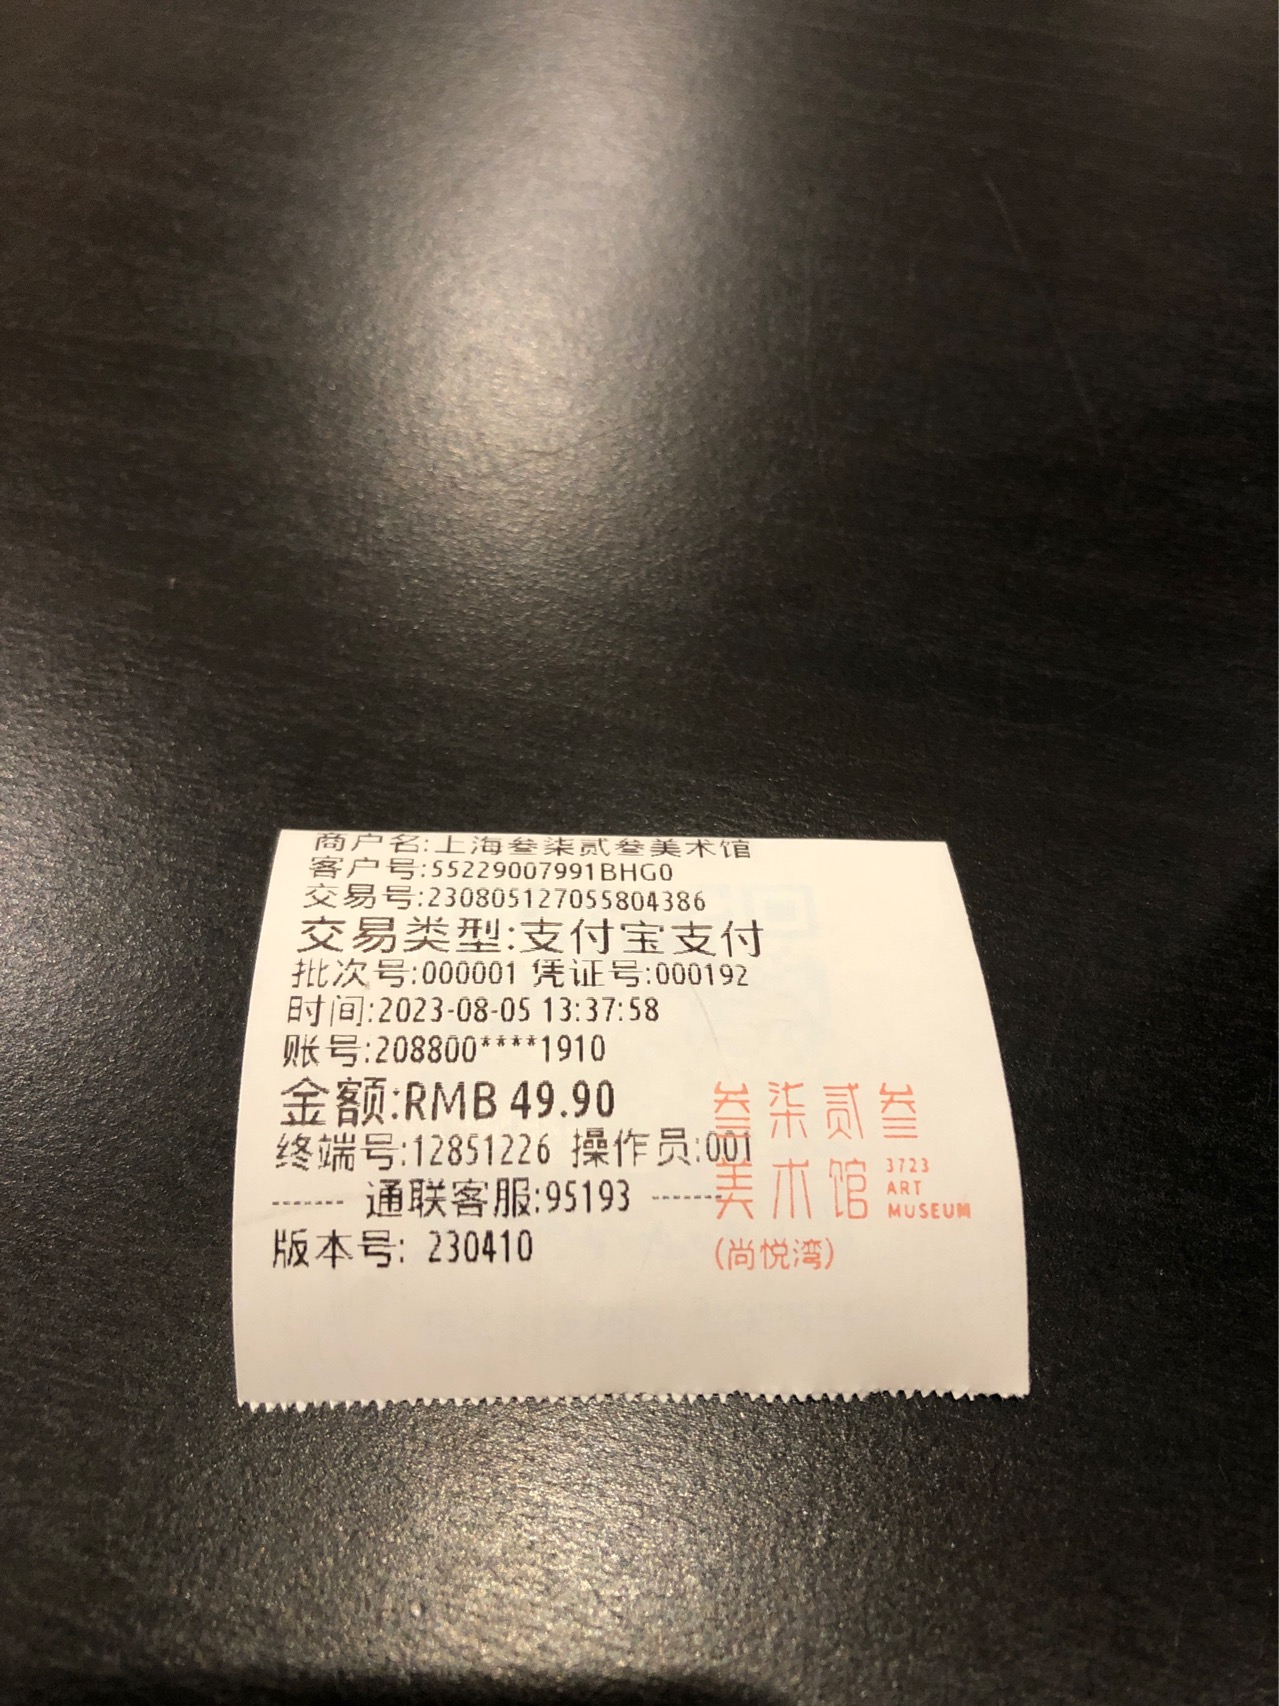 商户名:上海叁柒贰叁美术馆
客户号:55229007991BHG0
交易号:230805127055804386
交易类型:支付宝支付
批次号:000001 凭证号:000192
时间:2023-08-05 13:37:58
账号:208800****1910
金额:RMB 49.90
终端号:12851226 操作员:001
------ 通联客服:95193 ------
版本号: 230410
叁柒贰叁
美术馆
3723
ART
MUSEUM
(尚悦湾)